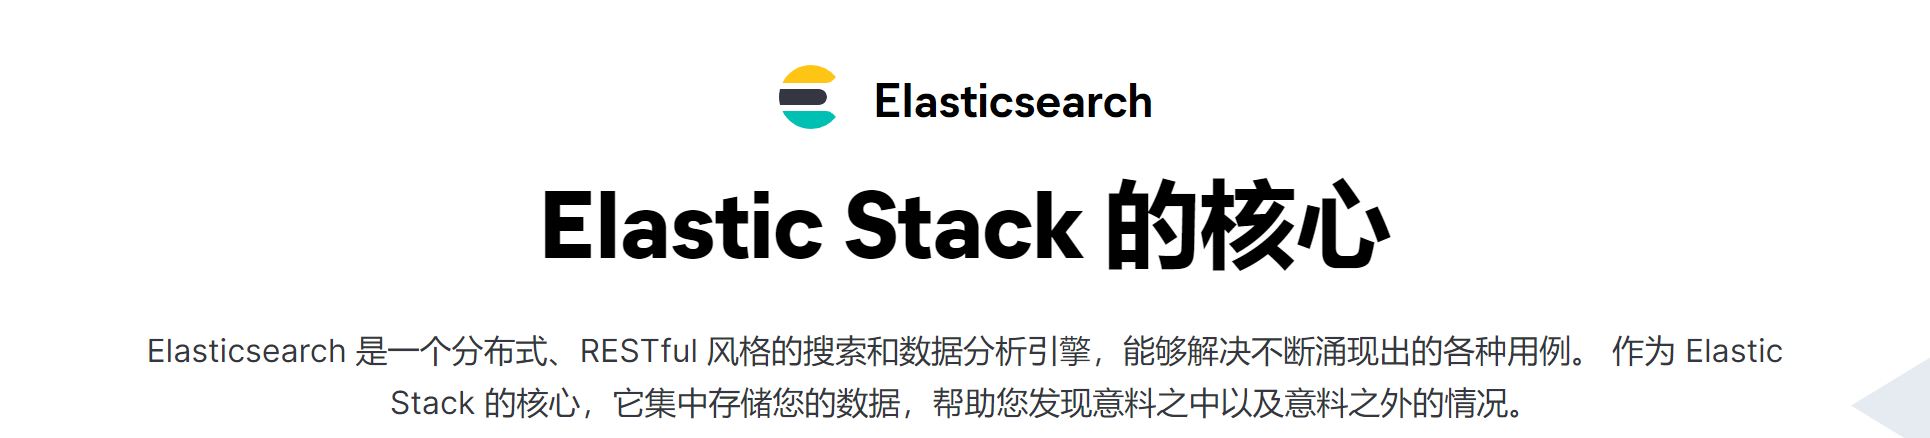 Elasticsearch
Elastic Stack 的核心
Elasticsearch 是一个分布式、RESTful 风格的搜索和数据分析引擎，能够解决不断涌现出的各种用例。 作为 Elastic
Stack 的核心，它集中存储您的数据，帮助您发现意料之中以及意料之外的情况。